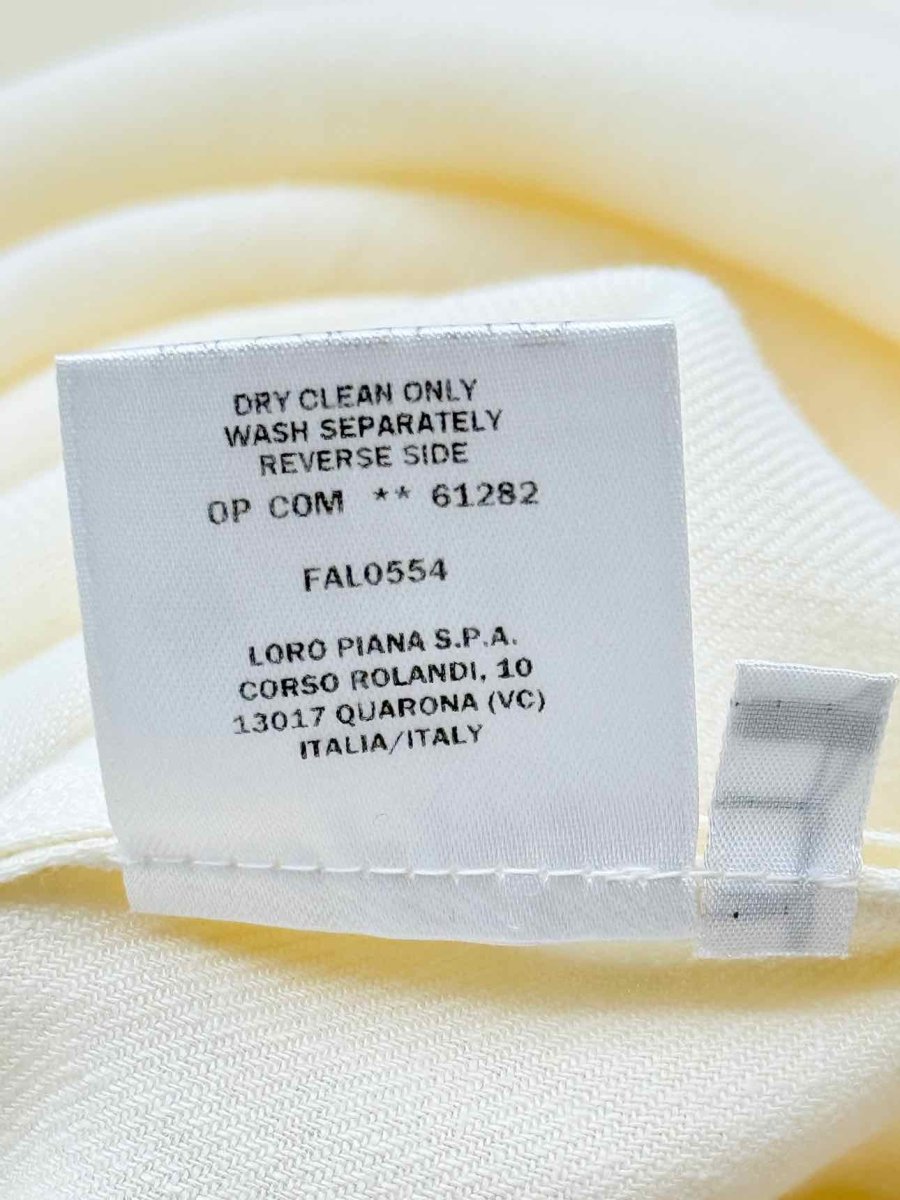 DRY CLEAN ONLY
WASH SEPARATELY
REVERSE SIDE
OP COM ** 61282
FAL0554
LORO PIANA S.P.A.
CORSO ROLANDI, 10
13017 QUARONA (VC)
ITALIA/ITALY